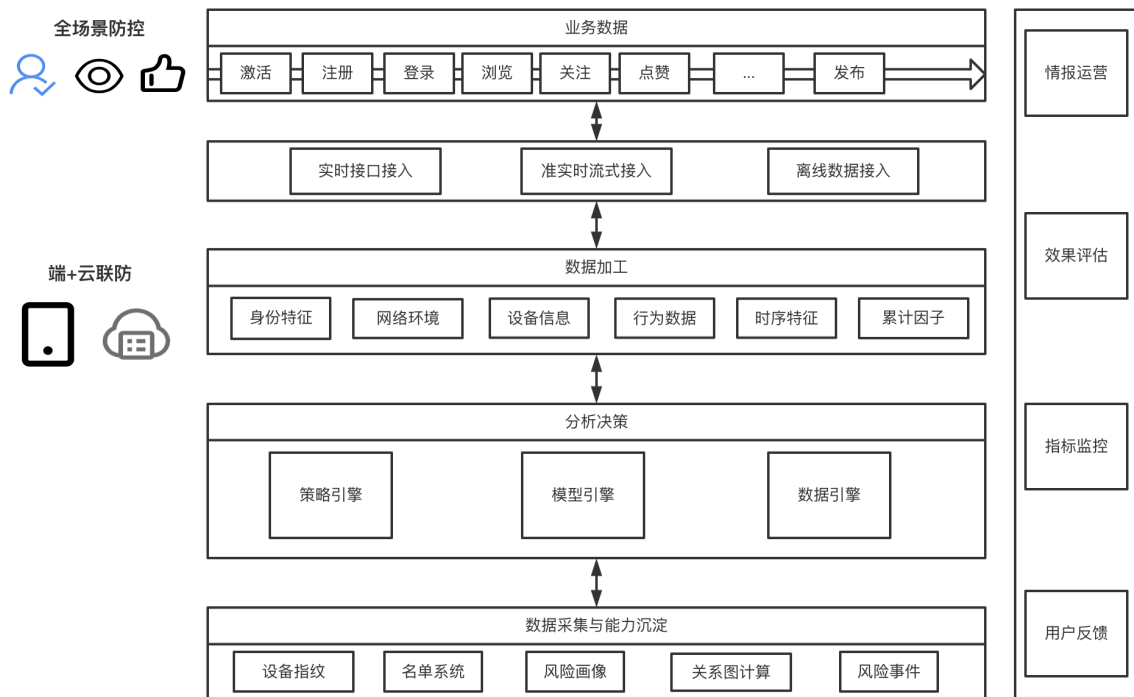 全场景防控
业务数据
激活
注册
登录
浏览
关注
点赞
...
发布
实时接口接入
准实时流式接入
离线数据接入
端+云联防
数据加工
身份特征
网络环境
设备信息
行为数据
时序特征
累计因子
分析决策
策略引擎
模型引擎
数据引擎
数据采集与能力沉淀
设备指纹
名单系统
风险画像
关系图计算
风险事件
情报运营
效果评估
指标监控
用户反馈